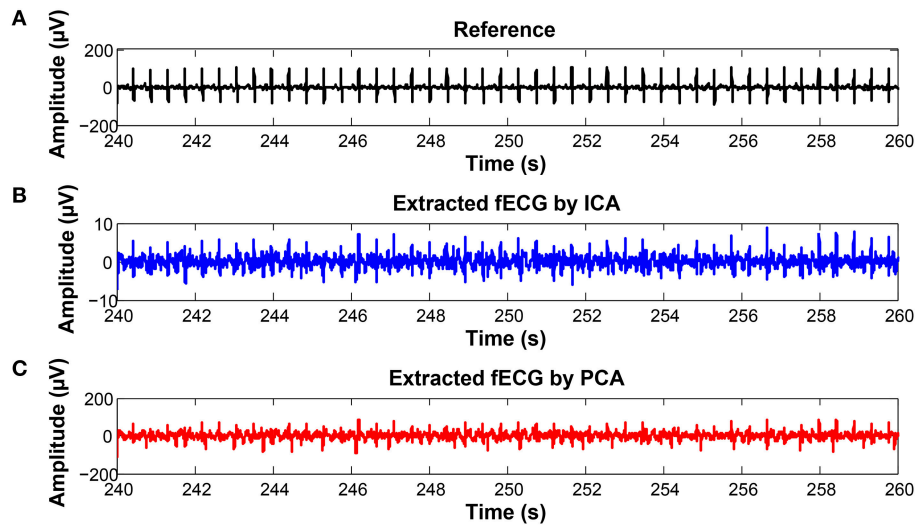 A
Reference
Amplitude (µV)
200
0
−200
240 242 244 246 248 250 252 254 256 258 260
Time (s)
B
Extracted fECG by ICA
Amplitude (µV)
10
0
−10
240 242 244 246 248 250 252 254 256 258 260
Time (s)
C
Extracted fECG by PCA
Amplitude (µV)
200
0
−200
240 242 244 246 248 250 252 254 256 258 260
Time (s)